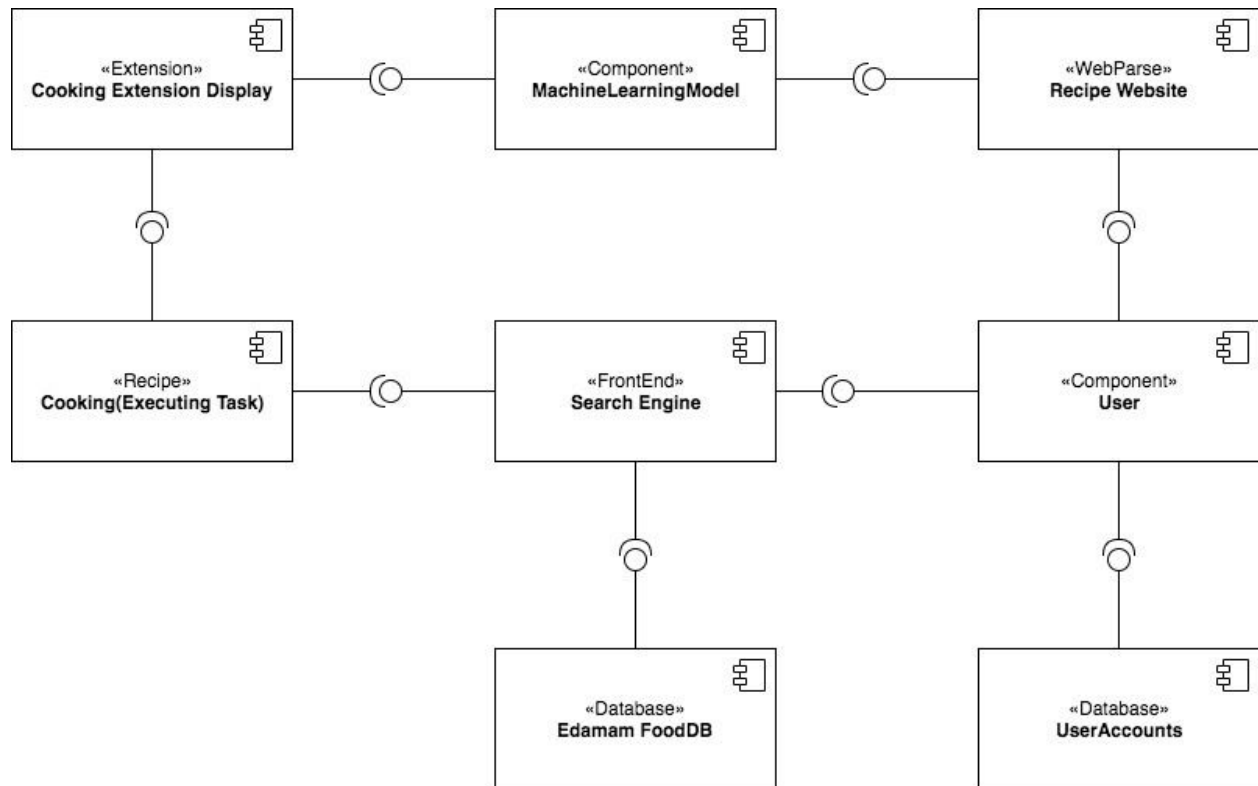 «Extension»
Cooking Extension Display
«Component»
MachineLearningModel
«WebParse»
Recipe Website
«Recipe»
Cooking(Executing Task)
«FrontEnd»
Search Engine
«Component»
User
«Database»
Edamam FoodDB
«Database»
UserAccounts